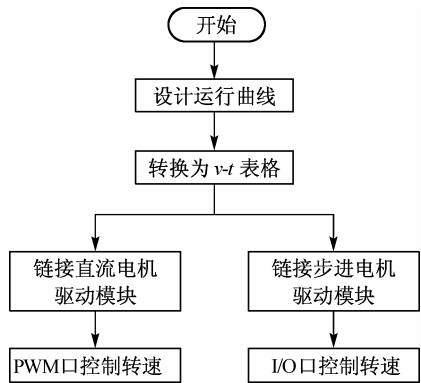 开始
设计运行曲线
转换为 v-t 表格
链接直流电机
驱动模块
链接步进电机
驱动模块
PWM口控制转速
I/O口控制转速